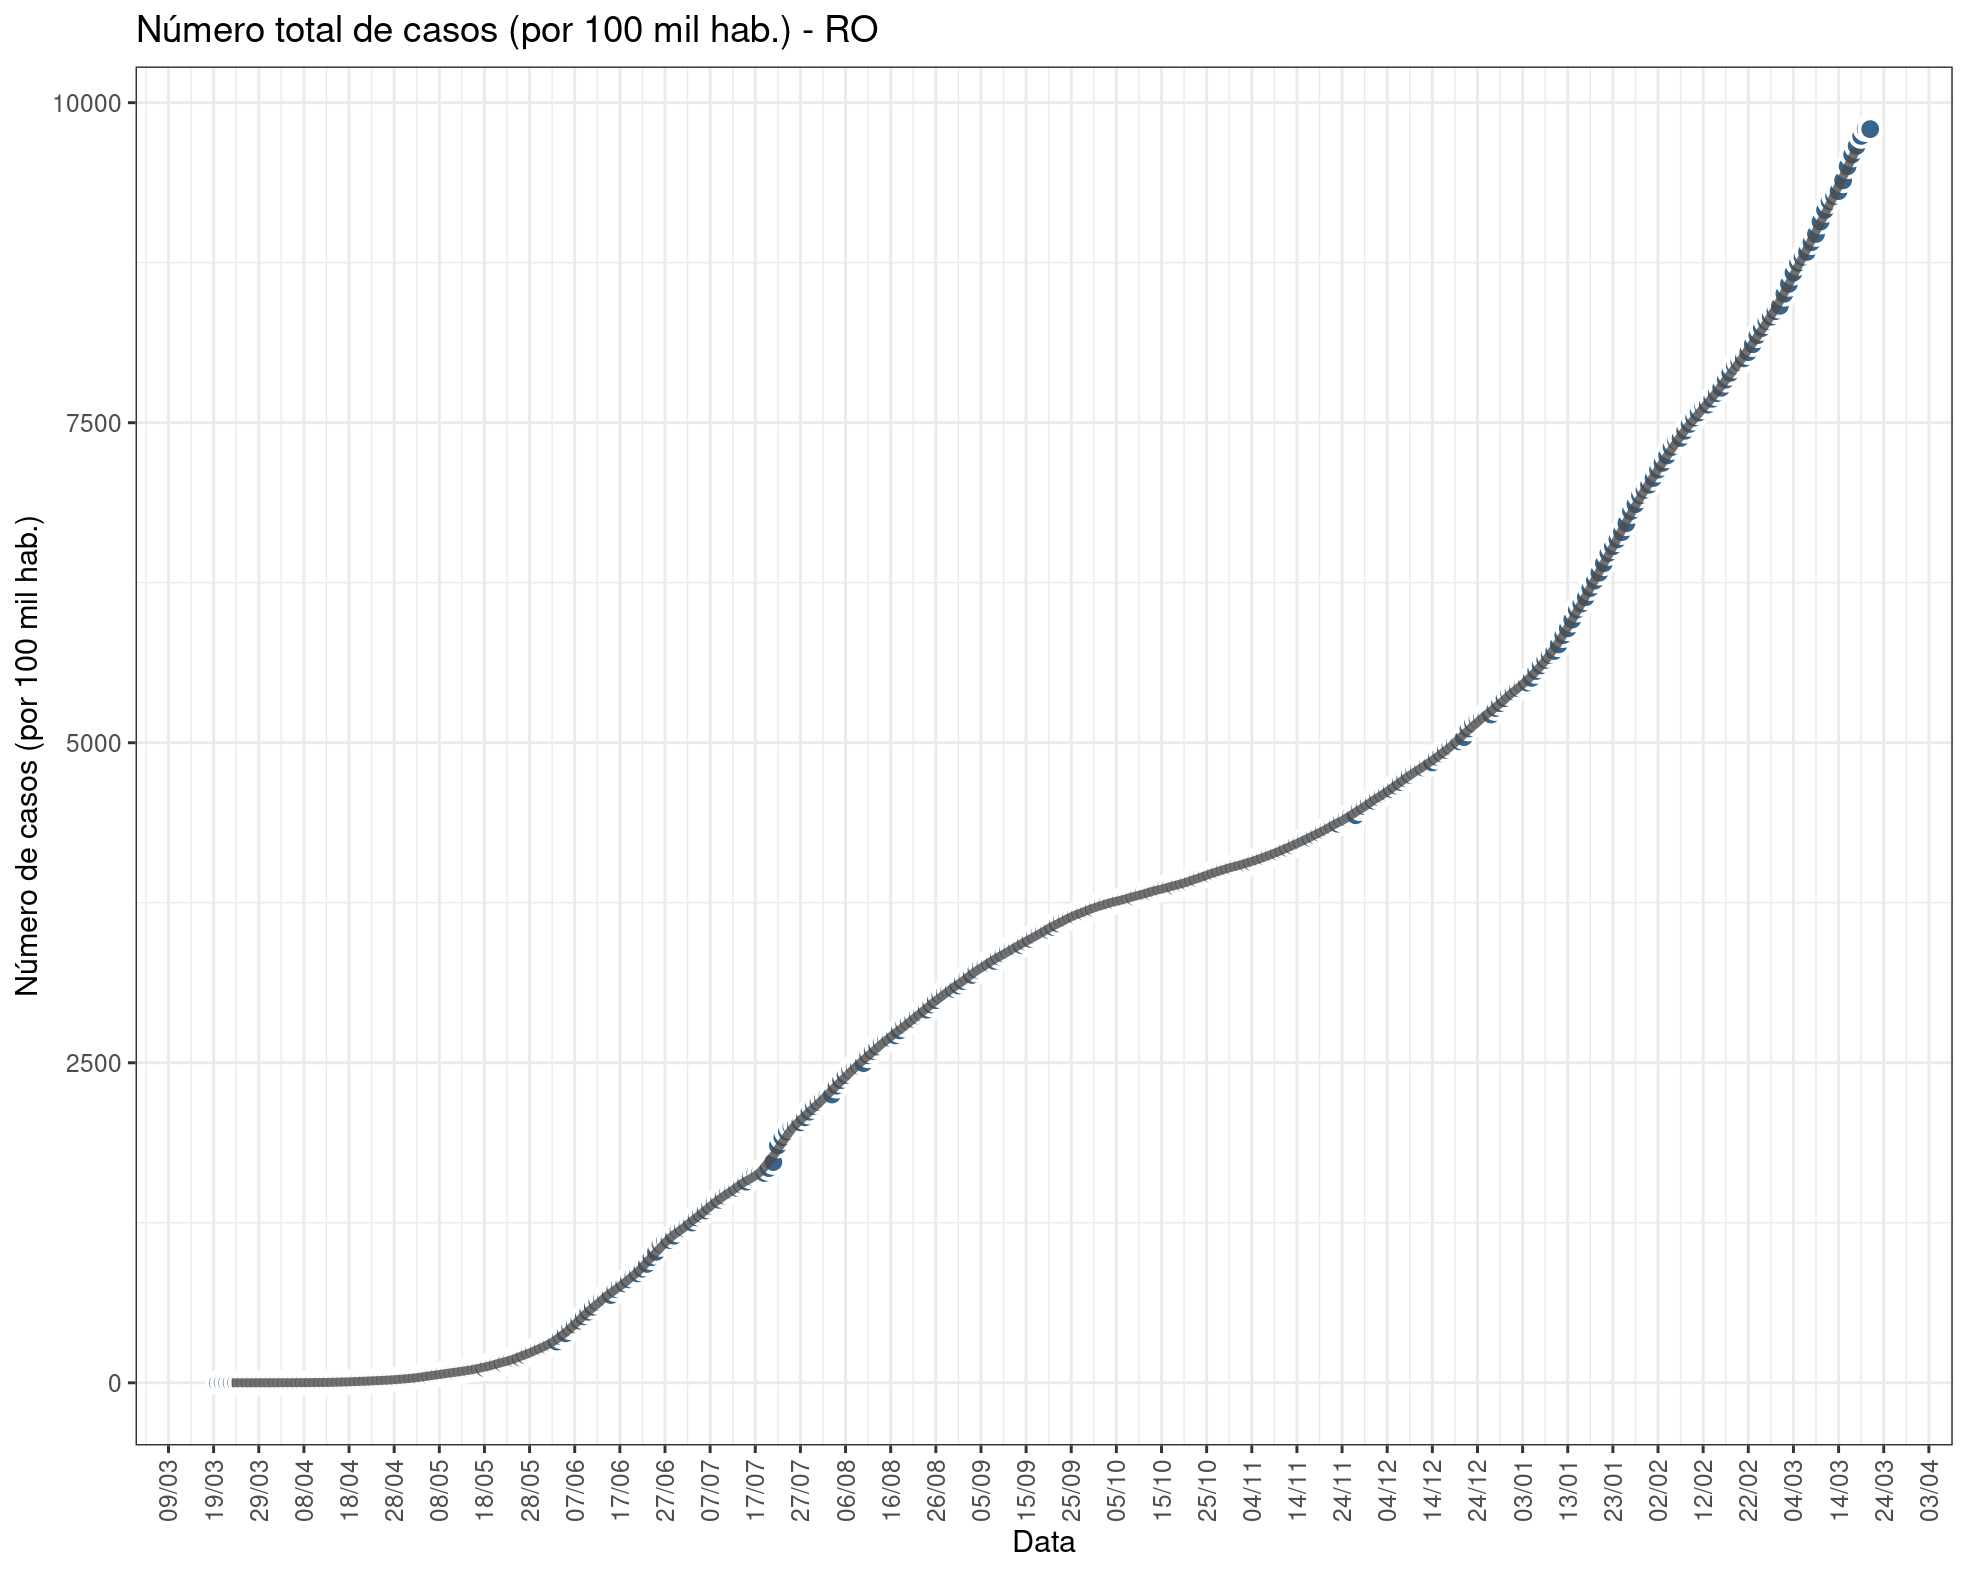 Número total de casos (por 100 mil hab.) - RO
Número de casos (por 100 mil hab.)
10000
7500
5000
2500
0
09/03 19/03 29/03 08/04 18/04 28/04 08/05 18/05 28/05 07/06 17/06 27/06 07/07 17/07 27/07 06/08 16/08 26/08 05/09 15/09 25/09 05/10 15/10 25/10 04/11 14/11 24/11 04/12 14/12 24/12 03/01 13/01 23/01 02/02 12/02 22/02 04/03 14/03 24/03 03/04
Data